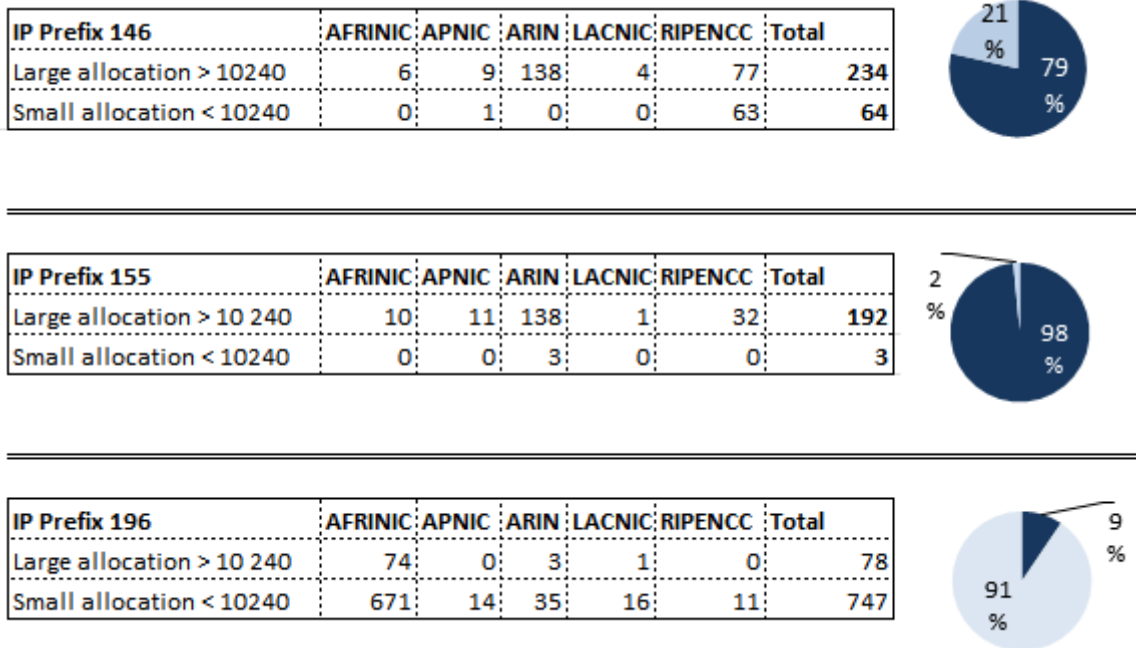 IP Prefix 146 AFRINIC APNIC ARIN LACNIC RIPENCC Total
Large allocation > 10240 6 9 138 4 77 234
Small allocation < 10240 0 1 0 0 63 64
21
%
79
%
IP Prefix 155 AFRINIC APNIC ARIN LACNIC RIPENCC Total
Large allocation > 10 240 10 11 138 1 32 192
Small allocation < 10240 0 0 3 0 0 3
2
%
98
%
IP Prefix 196 AFRINIC APNIC ARIN LACNIC RIPENCC Total
Large allocation > 10 240 74 0 3 1 0 78
Small allocation < 10240 671 14 35 16 11 747
9
%
91
%